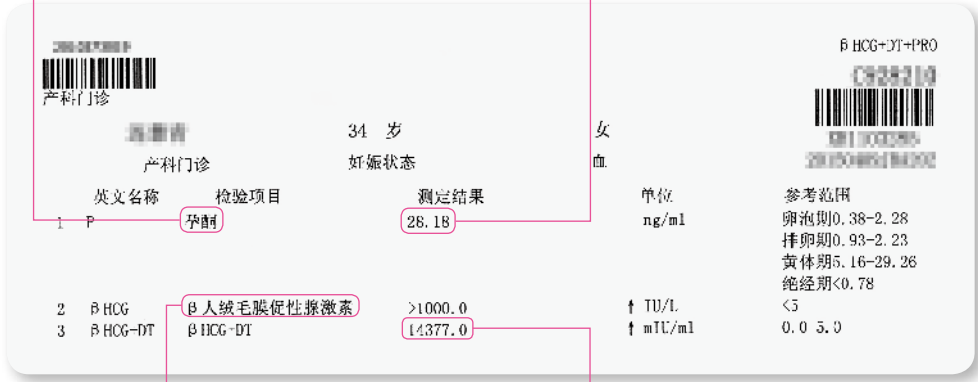 β HCG+DT+PRO
产科门诊
34 岁 女
产科门诊 妊娠状态 血
英文名称 检验项目 测定结果 单位 参考范围
1 P 孕酮 28.18 ng/ml 卵泡期0.38-2.28
排卵期0.93-2.23
黄体期5.16-29.26
绝经期<0.78
2 β HCG β人绒毛膜促性腺激素 >1000.0 ↑ IU/L <5
3 β HCG-DT β HCG-DT 14377.0 ↑ mIU/ml 0.0-5.0